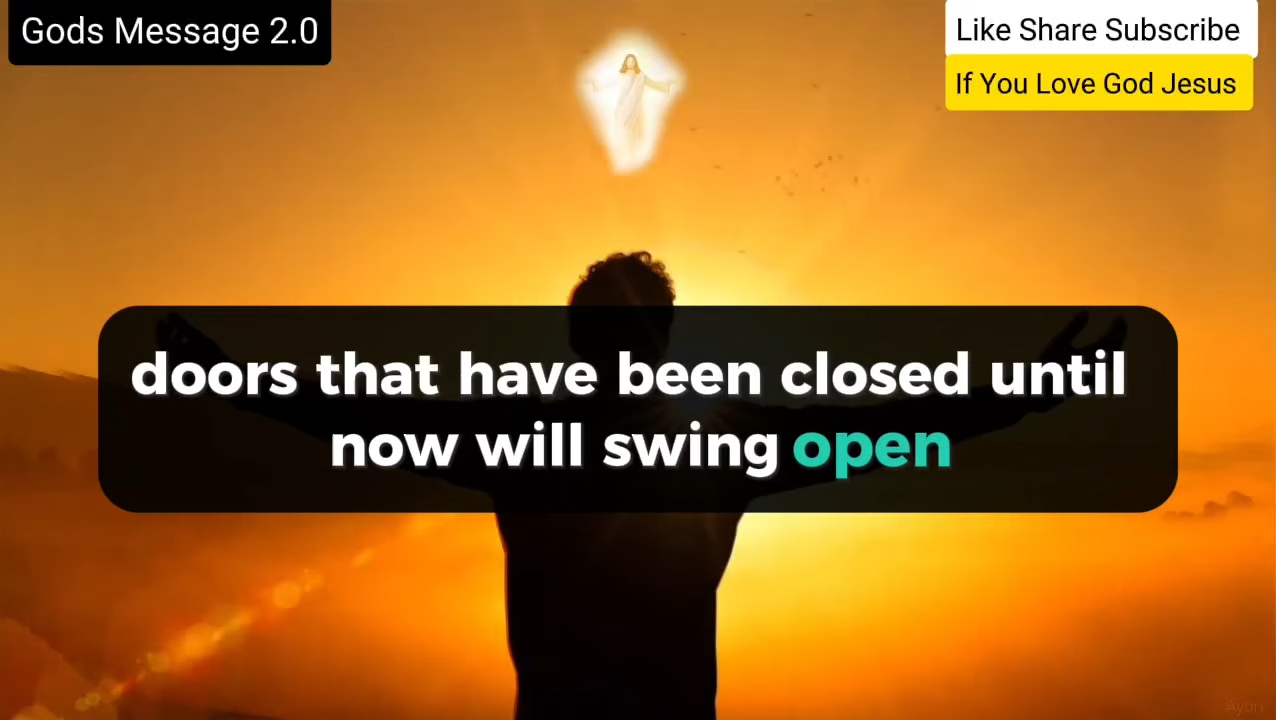 Gods Message 2.0
Like Share Subscribe
If You Love God Jesus
doors that have been closed until
now will swing open
Ayon